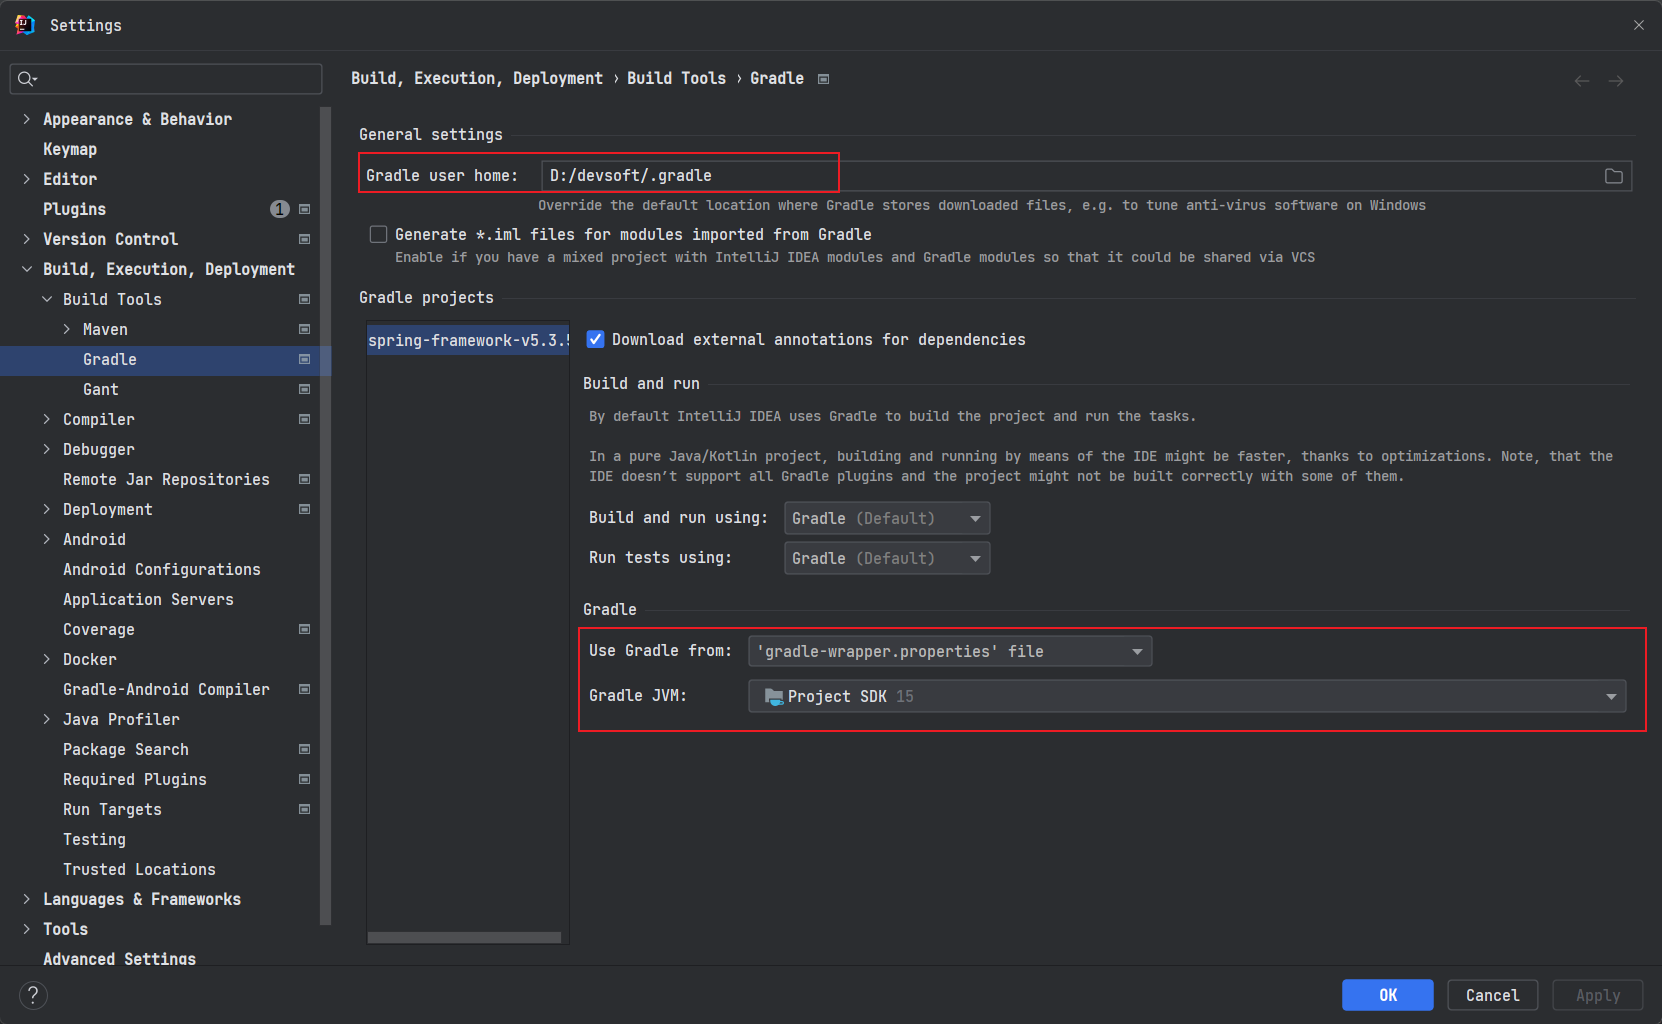 Settings
Build, Execution, Deployment › Build Tools › Gradle
Appearance & Behavior
Keymap
Editor
Plugins 1
Version Control
Build, Execution, Deployment
Build Tools
Maven
Gradle
Gant
Compiler
Debugger
Remote Jar Repositories
Deployment
Android
Android Configurations
Application Servers
Coverage
Docker
Gradle-Android Compiler
Java Profiler
Package Search
Required Plugins
Run Targets
Testing
Trusted Locations
Languages & Frameworks
Tools
Advanced Settings
General settings
Gradle user home: D:/devsoft/.gradle
Override the default location where Gradle stores downloaded files, e.g. to tune anti-virus software on Windows
Generate *.iml files for modules imported from Gradle
Enable if you have a mixed project with IntelliJ IDEA modules and Gradle modules so that it could be shared via VCS
Gradle projects
spring-framework-v5.3.5
Download external annotations for dependencies
Build and run
By default IntelliJ IDEA uses Gradle to build the project and run the tasks.
In a pure Java/Kotlin project, building and running by means of the IDE might be faster, thanks to optimizations. Note, that the
IDE doesn’t support all Gradle plugins and the project might not be built correctly with some of them.
Build and run using: Gradle (Default)
Run tests using: Gradle (Default)
Gradle
Use Gradle from: 'gradle-wrapper.properties' file
Gradle JVM: Project SDK 15
?
OK
Cancel
Apply